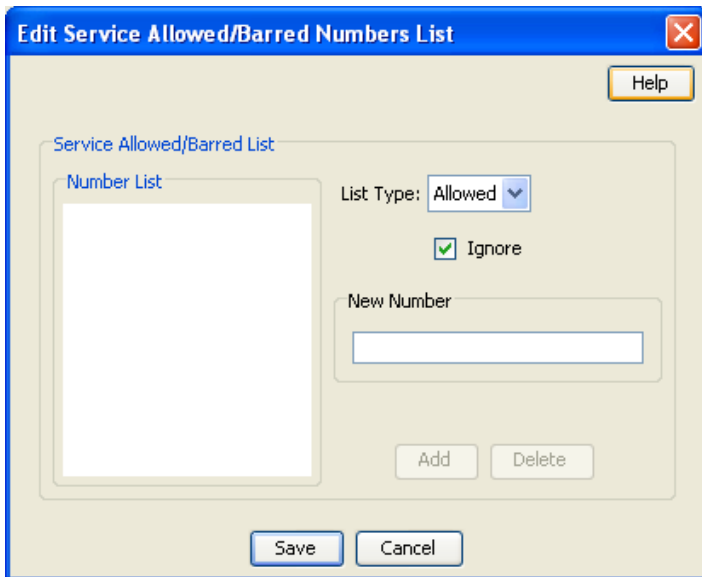 Edit Service Allowed/Barred Numbers List
Help
Service Allowed/Barred List
Number List
List Type: Allowed
Ignore
New Number
Add Delete
Save Cancel